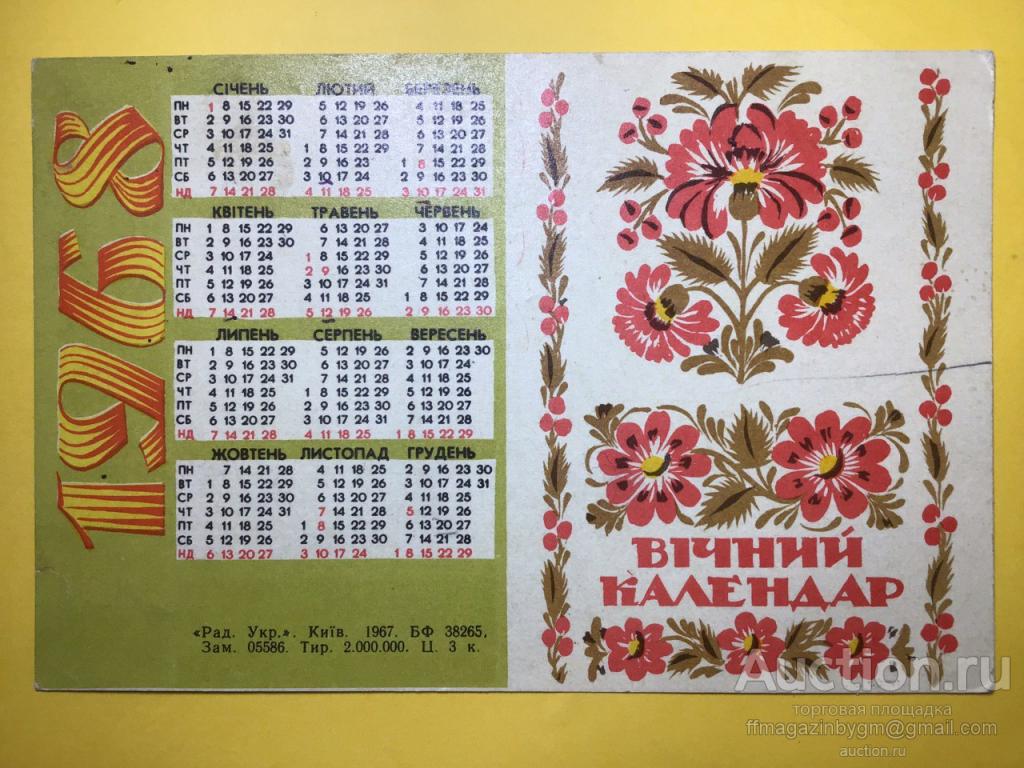 1968
СІЧЕНЬ ЛЮТИЙ БЕРЕЗЕНЬ
ПН 1 8 15 22 29 5 12 19 26 4 11 18 25
ВТ 2 9 16 23 30 6 13 20 27 5 12 19 26
СР 3 10 17 24 31 7 14 21 28 6 13 20 27
ЧТ 4 11 18 25 1 8 15 22 29 7 14 21 28
ПТ 5 12 19 26 2 9 16 23 1 8 15 22 29
СБ 6 13 20 27 3 10 17 24 2 9 16 23 30
НД 7 14 21 28 4 11 18 25 3 10 17 24 31
КВІТЕНЬ ТРАВЕНЬ ЧЕРВЕНЬ
ПН 1 8 15 22 29 6 13 20 27 3 10 17 24
ВТ 2 9 16 23 30 7 14 21 28 4 11 18 25
СР 3 10 17 24 1 8 15 22 29 5 12 19 26
ЧТ 4 11 18 25 2 9 16 23 30 6 13 20 27
ПТ 5 12 19 26 3 10 17 24 31 7 14 21 28
СБ 6 13 20 27 4 11 18 25 1 8 15 22 29
НД 7 14 21 28 5 12 19 26 2 9 16 23 30
ЛИПЕНЬ СЕРПЕНЬ ВЕРЕСЕНЬ
ПН 1 8 15 22 29 5 12 19 26 2 9 16 23 30
ВТ 2 9 16 23 30 6 13 20 27 3 10 17 24
СР 3 10 17 24 31 7 14 21 28 4 11 18 25
ЧТ 4 11 18 25 1 8 15 22 29 5 12 19 26
ПТ 5 12 19 26 2 9 16 23 30 6 13 20 27
СБ 6 13 20 27 3 10 17 24 31 7 14 21 28
НД 7 14 21 28 4 11 18 25 1 8 15 22 29
ЖОВТЕНЬ ЛИСТОПАД ГРУДЕНЬ
ПН 7 14 21 28 4 11 18 25 2 9 16 23 30
ВТ 1 8 15 22 29 5 12 19 26 3 10 17 24 31
СР 2 9 16 23 30 6 13 20 27 4 11 18 25
ЧТ 3 10 17 24 31 7 14 21 28 5 12 19 26
ПТ 4 11 18 25 1 8 15 22 29 6 13 20 27
СБ 5 12 19 26 2 9 16 23 30 7 14 21 28
НД 6 13 20 27 3 10 17 24 1 8 15 22 29
«Рад. Укр.». Київ. 1967. БФ 38265.
Зам. 05586. Тир. 2.000.000. Ц. 3 к.
ВІЧНИЙ
КАЛЕНДАР
Auction.ru
торговая площадка
ffmagazinbygm@gmail.com
auction.ru